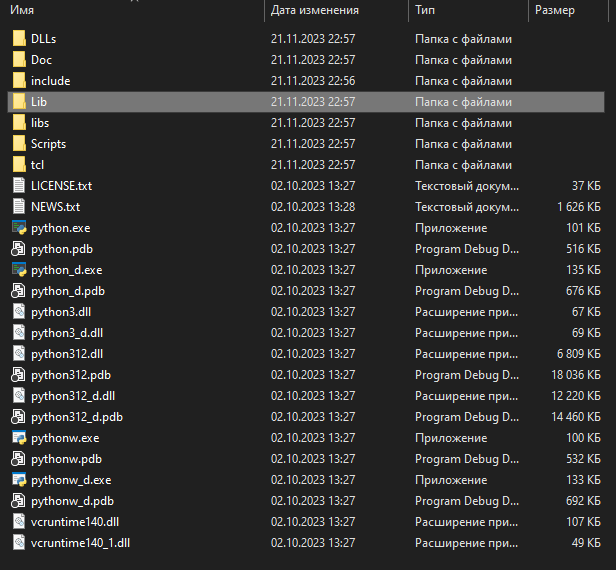 Имя Дата изменения Тип Размер
DLLs 21.11.2023 22:57 Папка с файлами
Doc 21.11.2023 22:57 Папка с файлами
include 21.11.2023 22:56 Папка с файлами
Lib 21.11.2023 22:57 Папка с файлами
libs 21.11.2023 22:57 Папка с файлами
Scripts 21.11.2023 22:57 Папка с файлами
tcl 21.11.2023 22:57 Папка с файлами
LICENSE.txt 02.10.2023 13:27 Текстовый докум... 37 КБ
NEWS.txt 02.10.2023 13:28 Текстовый докум... 1 626 КБ
python.exe 02.10.2023 13:27 Приложение 101 КБ
python.pdb 02.10.2023 13:27 Program Debug D... 516 КБ
python_d.exe 02.10.2023 13:27 Приложение 135 КБ
python_d.pdb 02.10.2023 13:27 Program Debug D... 676 КБ
python3.dll 02.10.2023 13:27 Расширение при... 67 КБ
python3_d.dll 02.10.2023 13:27 Расширение при... 69 КБ
python312.dll 02.10.2023 13:27 Расширение при... 6 809 КБ
python312.pdb 02.10.2023 13:27 Program Debug D... 18 036 КБ
python312_d.dll 02.10.2023 13:27 Расширение при... 12 220 КБ
python312_d.pdb 02.10.2023 13:27 Program Debug D... 14 460 КБ
pythonw.exe 02.10.2023 13:27 Приложение 100 КБ
pythonw.pdb 02.10.2023 13:27 Program Debug D... 532 КБ
pythonw_d.exe 02.10.2023 13:27 Приложение 133 КБ
pythonw_d.pdb 02.10.2023 13:27 Program Debug D... 692 КБ
vcruntime140.dll 02.10.2023 13:27 Расширение при... 107 КБ
vcruntime140_1.dll 02.10.2023 13:27 Расширение при... 49 КБ